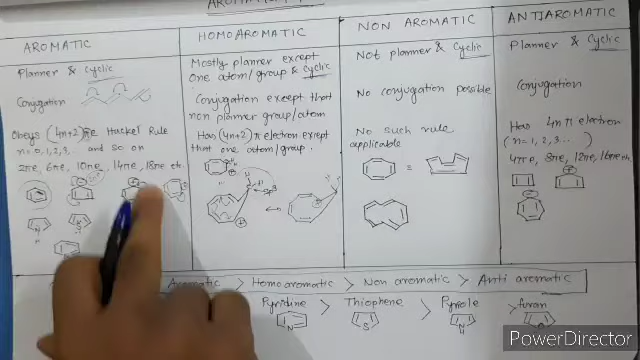 AROMATIC
Planner & cyclic
Conjugation
Obeys (4n+2)πe Huckel Rule
n = 0, 1, 2, 3, and so on
2πe, 6πe, 10πe, 14πe, 18πe etc.
HOMOAROMATIC
Mostly planner except
One atom/group & cyclic
Conjugation except that
non planner group/atom
Has (4n+2) π electron except
that one atom/group.
NON AROMATIC
Not planner & Cyclic
No conjugation possible
No such rule
applicable
ANTIAROMATIC
Planner & Cyclic
Conjugation
Has 4nπ electron
(n = 1, 2, 3...)
4πe, 8πe, 12πe, 16πe etc
Aromatic > Homoaromatic > Non aromatic > Anti aromatic
Pyridine > Thiophene > Pyrrole > furan
N S N H
PowerDirector